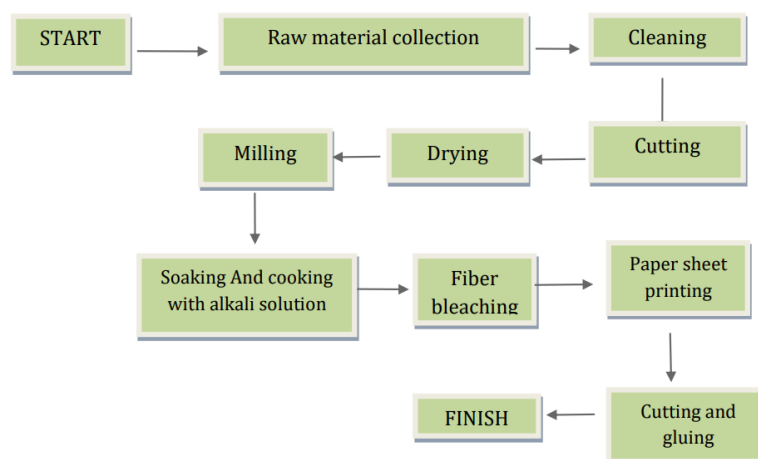 START
Raw material collection
Cleaning
Milling
Drying
Cutting
Soaking And cooking
with alkali solution
Fiber
bleaching
Paper sheet
printing
FINISH
Cutting and
gluing